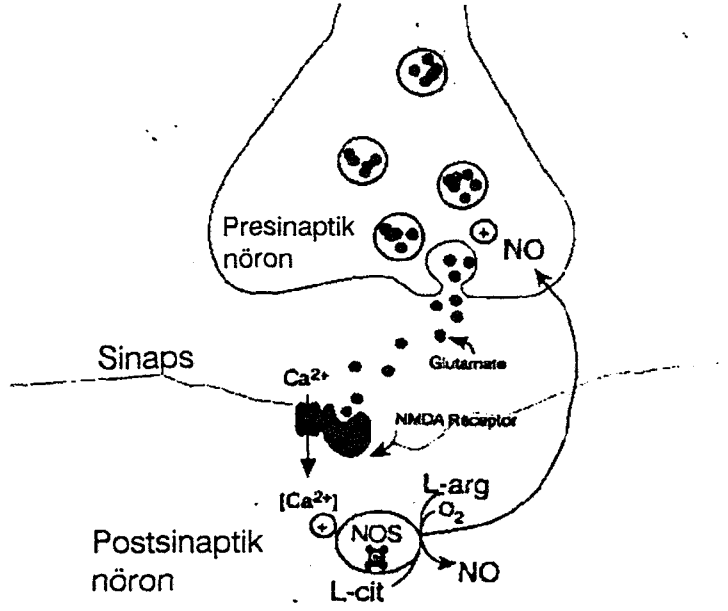 Presinaptik
nöron
+
NO
Sinaps
Glutamate
Ca²⁺
NMDA Receptor
[Ca²⁺]
+
NOS
L-arg
O₂
NO
L-cit
Postsinaptik
nöron